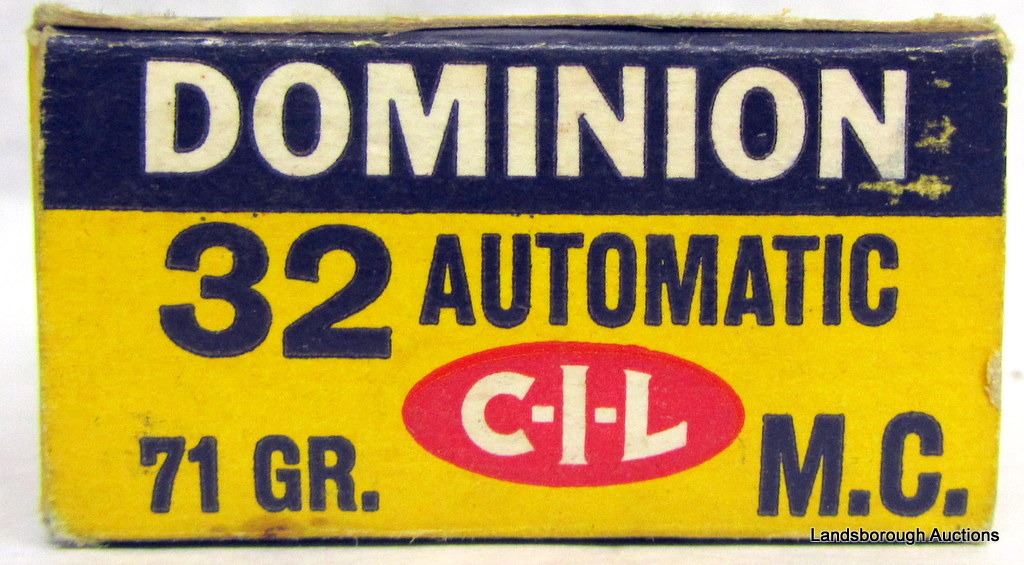 DOMINION
32 AUTOMATIC
C-I-L
71 GR. M.C.
Landsborough Auctions